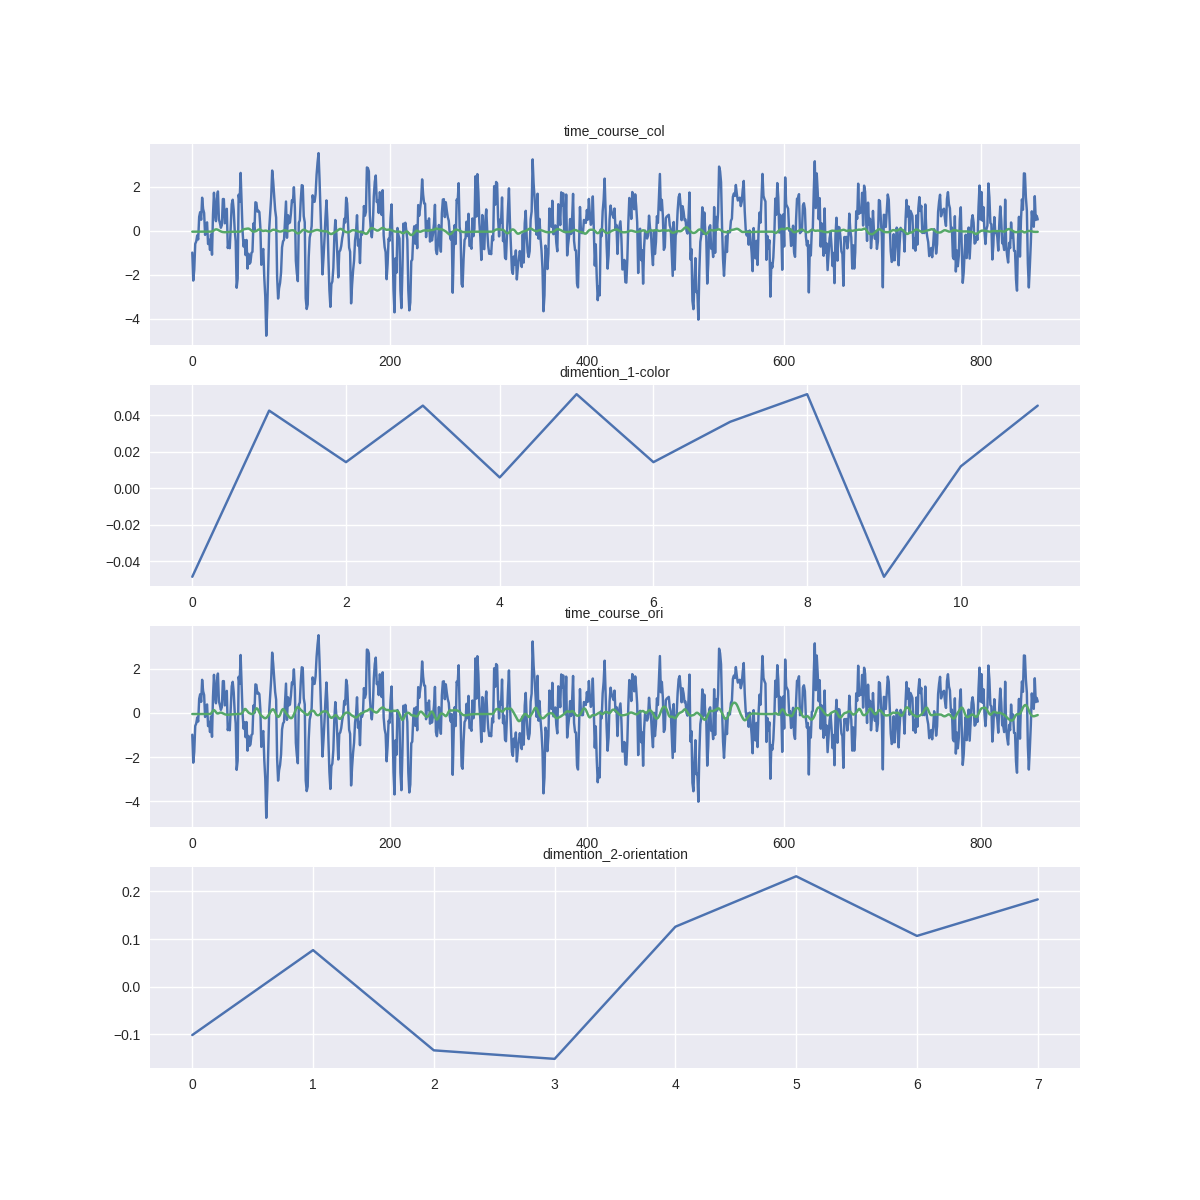 time_course_col
2
0
−2
−4
0 200 400 600 800
dimention_1-color
0.04
0.02
0.00
−0.02
−0.04
0 2 4 6 8 10
time_course_ori
2
0
−2
−4
0 200 400 600 800
dimention_2-orientation
0.2
0.1
0.0
−0.1
0 1 2 3 4 5 6 7